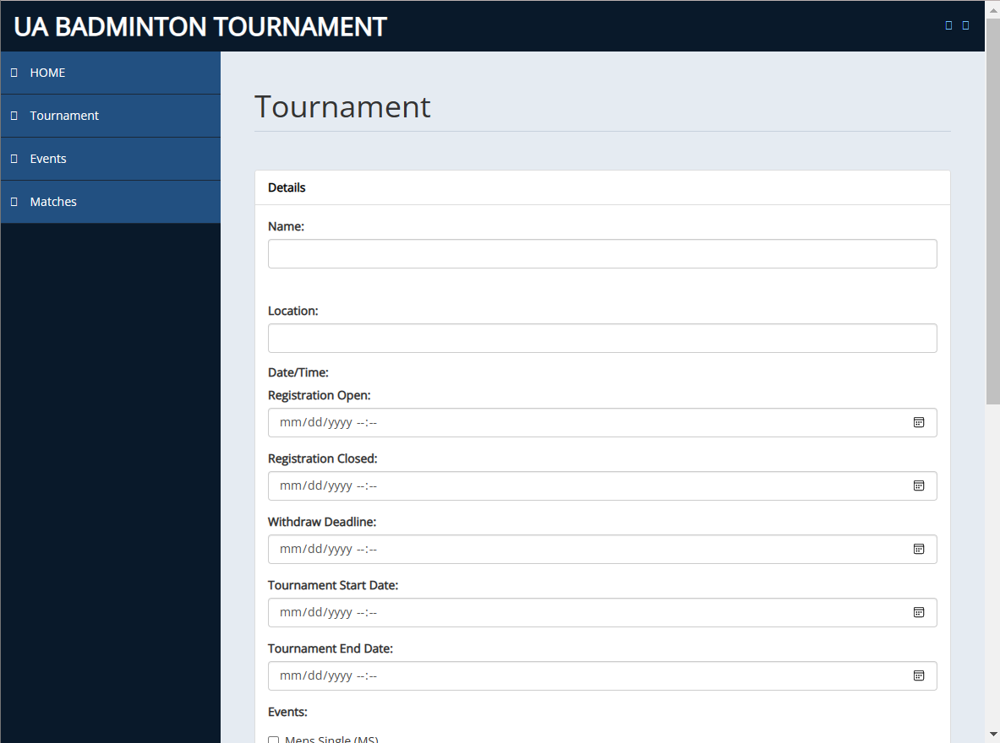 UA BADMINTON TOURNAMENT
HOME
Tournament
Events
Matches
Tournament
Details
Name:
Location:
Date/Time:
Registration Open:
mm/dd/yyyy --:--
Registration Closed:
mm/dd/yyyy --:--
Withdraw Deadline:
mm/dd/yyyy --:--
Tournament Start Date:
mm/dd/yyyy --:--
Tournament End Date:
mm/dd/yyyy --:--
Events:
Mens Single (MS)